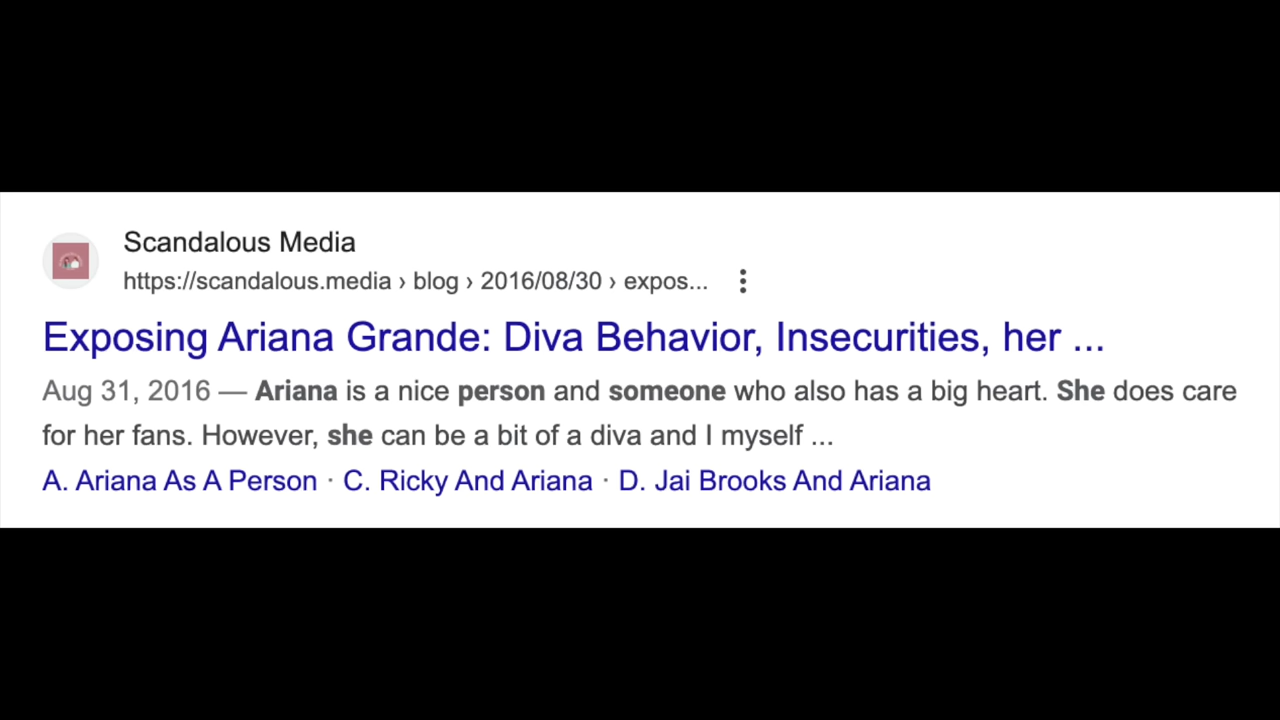 Scandalous Media
https://scandalous.media › blog › 2016/08/30 › expos...
Exposing Ariana Grande: Diva Behavior, Insecurities, her ...
Aug 31, 2016 — Ariana is a nice person and someone who also has a big heart. She does care
for her fans. However, she can be a bit of a diva and I myself ...
A. Ariana As A Person · C. Ricky And Ariana · D. Jai Brooks And Ariana